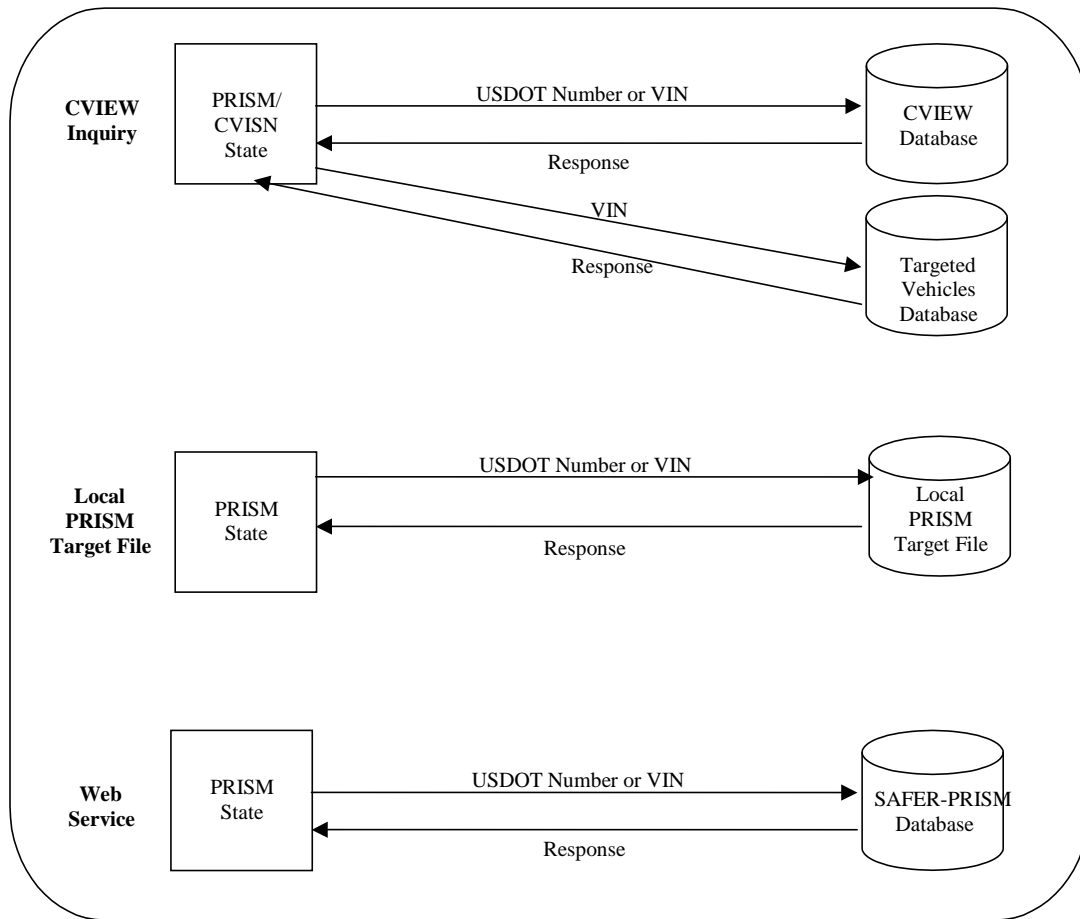 CVIEW
Inquiry
PRISM/
CVISN
State
USDOT Number or VIN
Response
CVIEW
Database
VIN
Response
Targeted
Vehicles
Database
Local
PRISM
Target File
PRISM
State
USDOT Number or VIN
Response
Local
PRISM
Target File
Web
Service
PRISM
State
USDOT Number or VIN
Response
SAFER-PRISM
Database